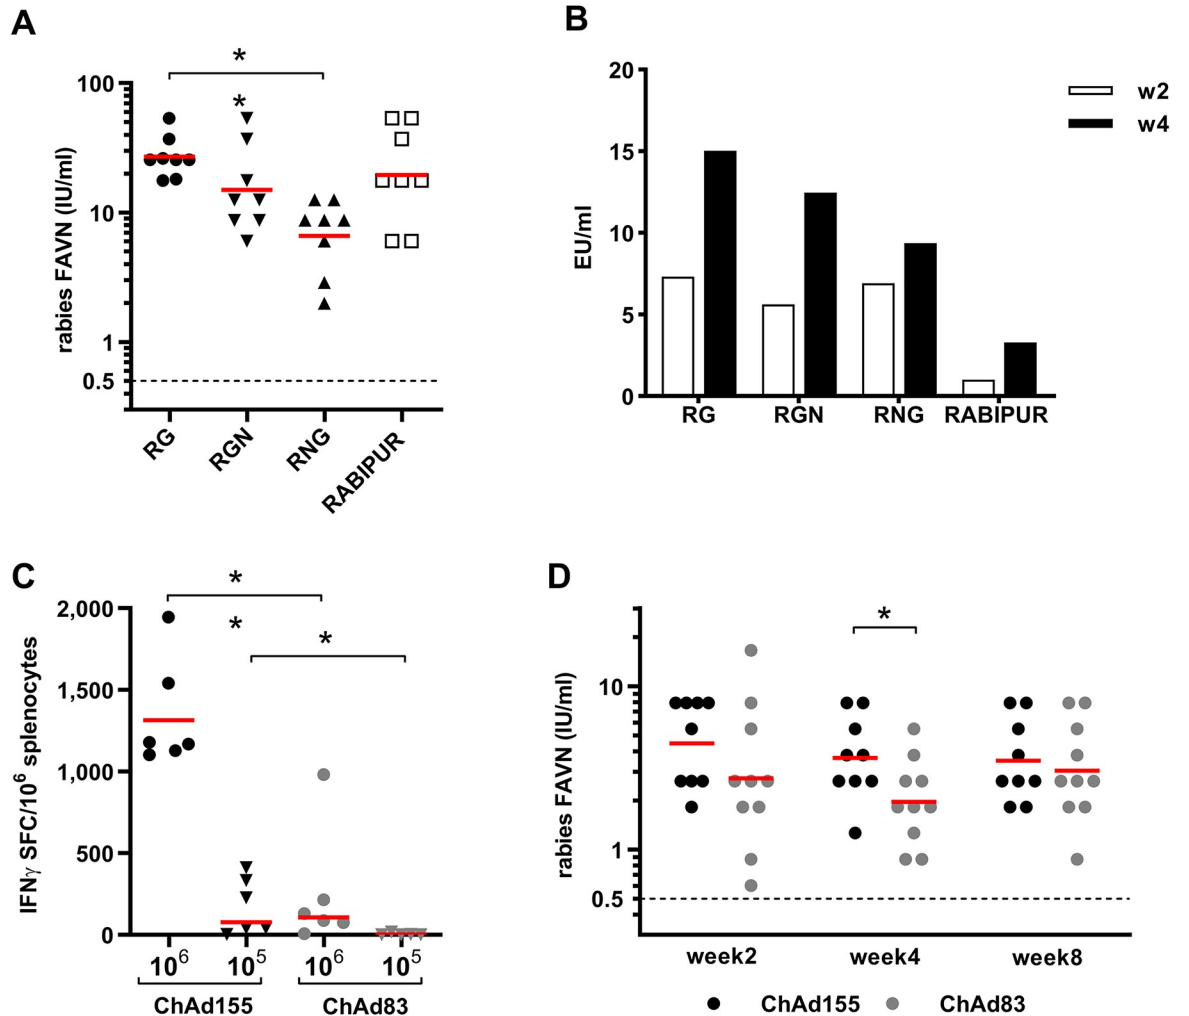 A
*
*
100
10
1
0.5
rabies FAVN (IU/ml)
RG
RGN
RNG
RABIPUR
B
20
15
10
5
0
EU/ml
w2
w4
RG
RGN
RNG
RABIPUR
C
*
*
*
2,000
1,500
1,000
500
0
IFNγ SFC/10⁶ splenocytes
10⁶ 10⁵ 10⁶ 10⁵
ChAd155 ChAd83
D
*
10
1
0.5
rabies FAVN (IU/ml)
week2 week4 week8
ChAd155 ChAd83